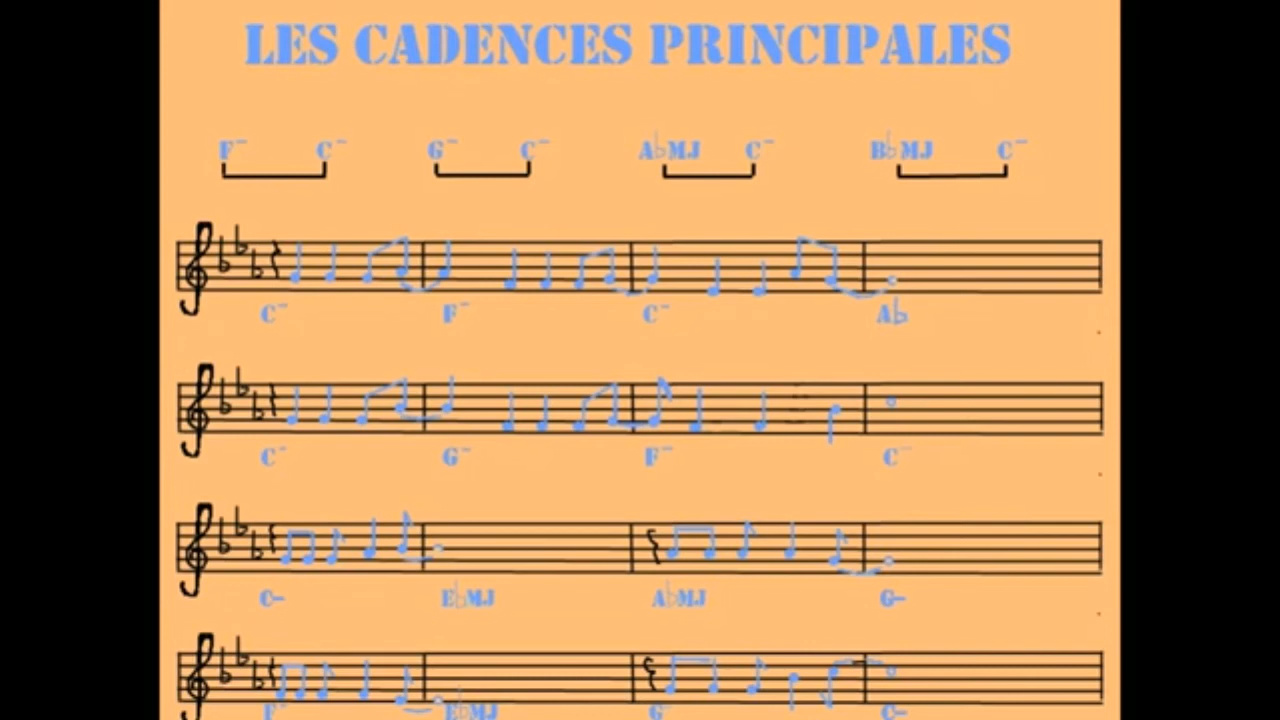 LES CADENCES PRINCIPALES
F- C- G- C- A♭MJ C- B♭MJ C-
C- F- C- A♭
C- G- F- C-
C- E♭MJ A♭MJ G-
F- E♭MJ G- C-